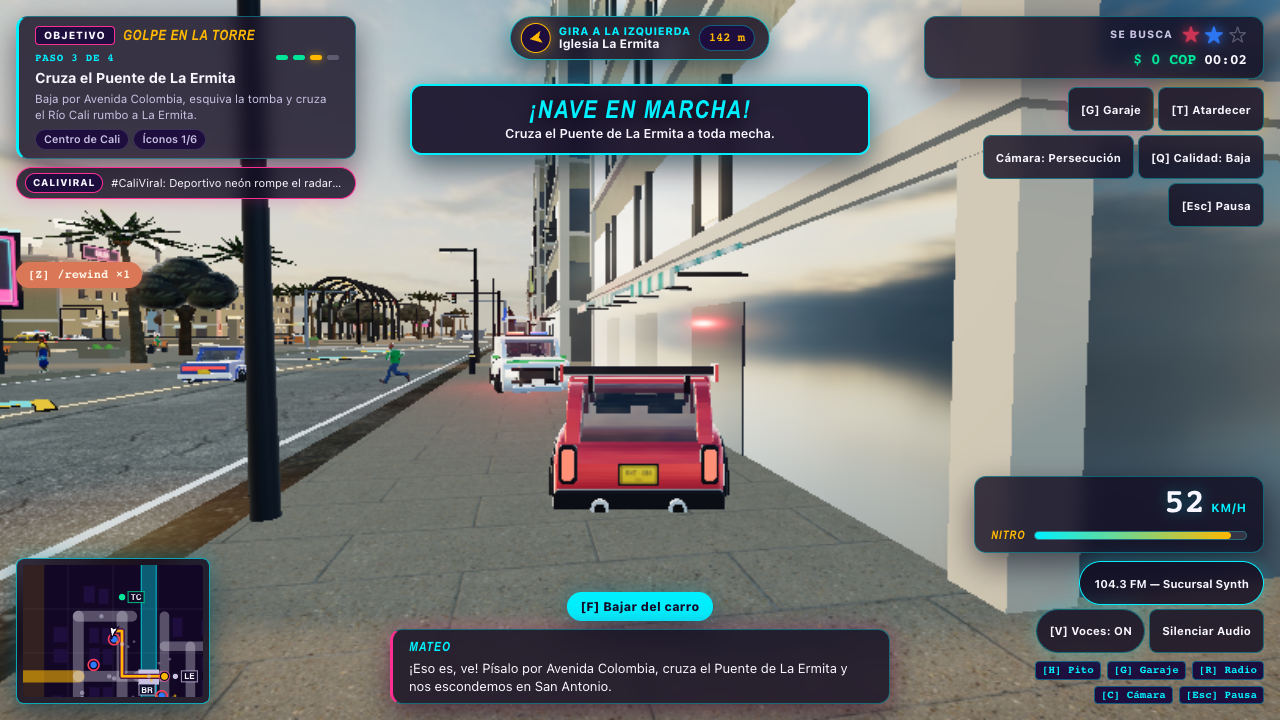 OBJETIVO GOLPE EN LA TORRE
PASO 3 DE 4
Cruza el Puente de La Ermita
Baja por Avenida Colombia, esquiva la tomba y cruza
el Río Cali rumbo a La Ermita.
Centro de Cali Íconos 1/6
CALIVIRAL #CaliViral: Deportivo neón rompe el radar...
[Z] /rewind ×1
GIRA A LA IZQUIERDA
Iglesia La Ermita
142 m
¡NAVE EN MARCHA!
Cruza el Puente de La Ermita a toda mecha.
SE BUSCA
$ 0 COP 00:02
[G] Garaje [T] Atardecer
Cámara: Persecución [Q] Calidad: Baja
[Esc] Pausa
52 KM/H
NITRO
104.3 FM — Sucursal Synth
[V] Voces: ON Silenciar Audio
[H] Pito [G] Garaje [R] Radio
[C] Cámara [Esc] Pausa
[F] Bajar del carro
MATEO
¡Eso es, ve! Písalo por Avenida Colombia, cruza el Puente de La Ermita y
nos escondemos en San Antonio.
TC
LE
BR